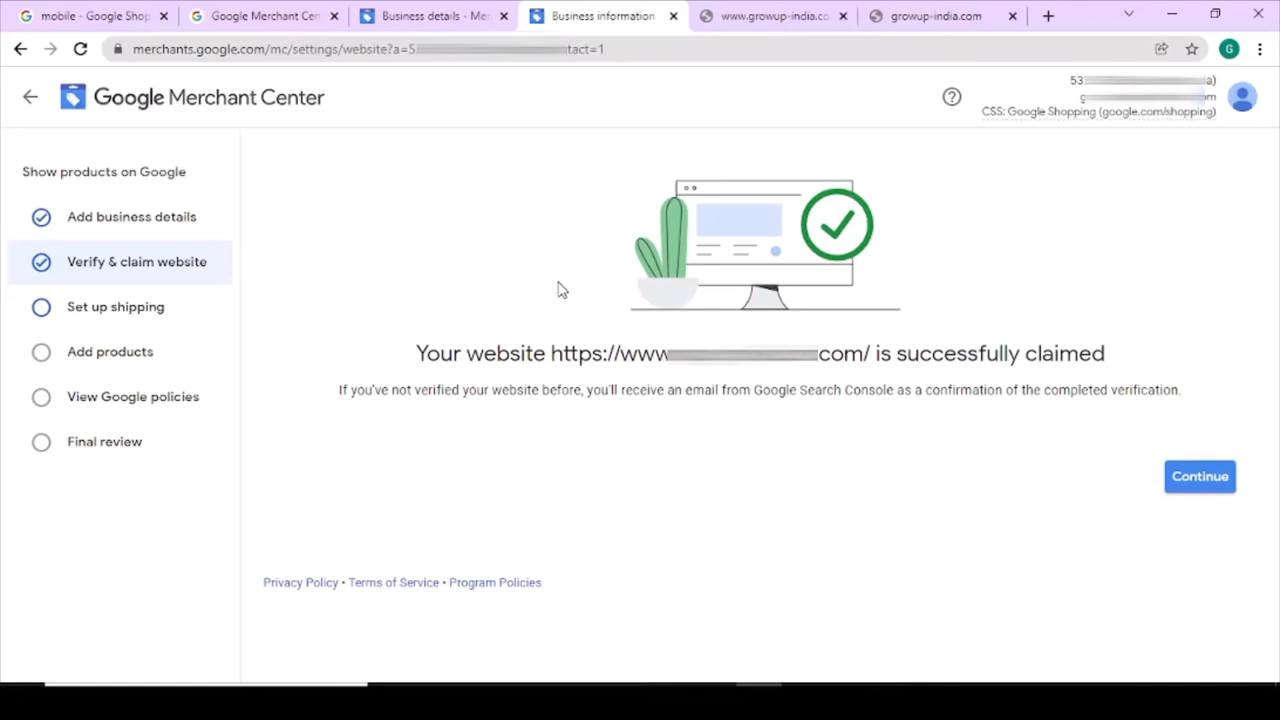 mobile - Google Shop
Google Merchant Cen
Business details - Mer
Business information
www.growup-india.co
growup-india.com
merchants.google.com/mc/settings/website?a=5 tact=1
G
Google Merchant Center
53 a)
g m
CSS: Google Shopping (google.com/shopping)
Show products on Google
Add business details
Verify & claim website
Set up shipping
Add products
View Google policies
Final review
Your website https://www com/ is successfully claimed
If you've not verified your website before, you'll receive an email from Google Search Console as a confirmation of the completed verification.
Continue
Privacy Policy • Terms of Service • Program Policies